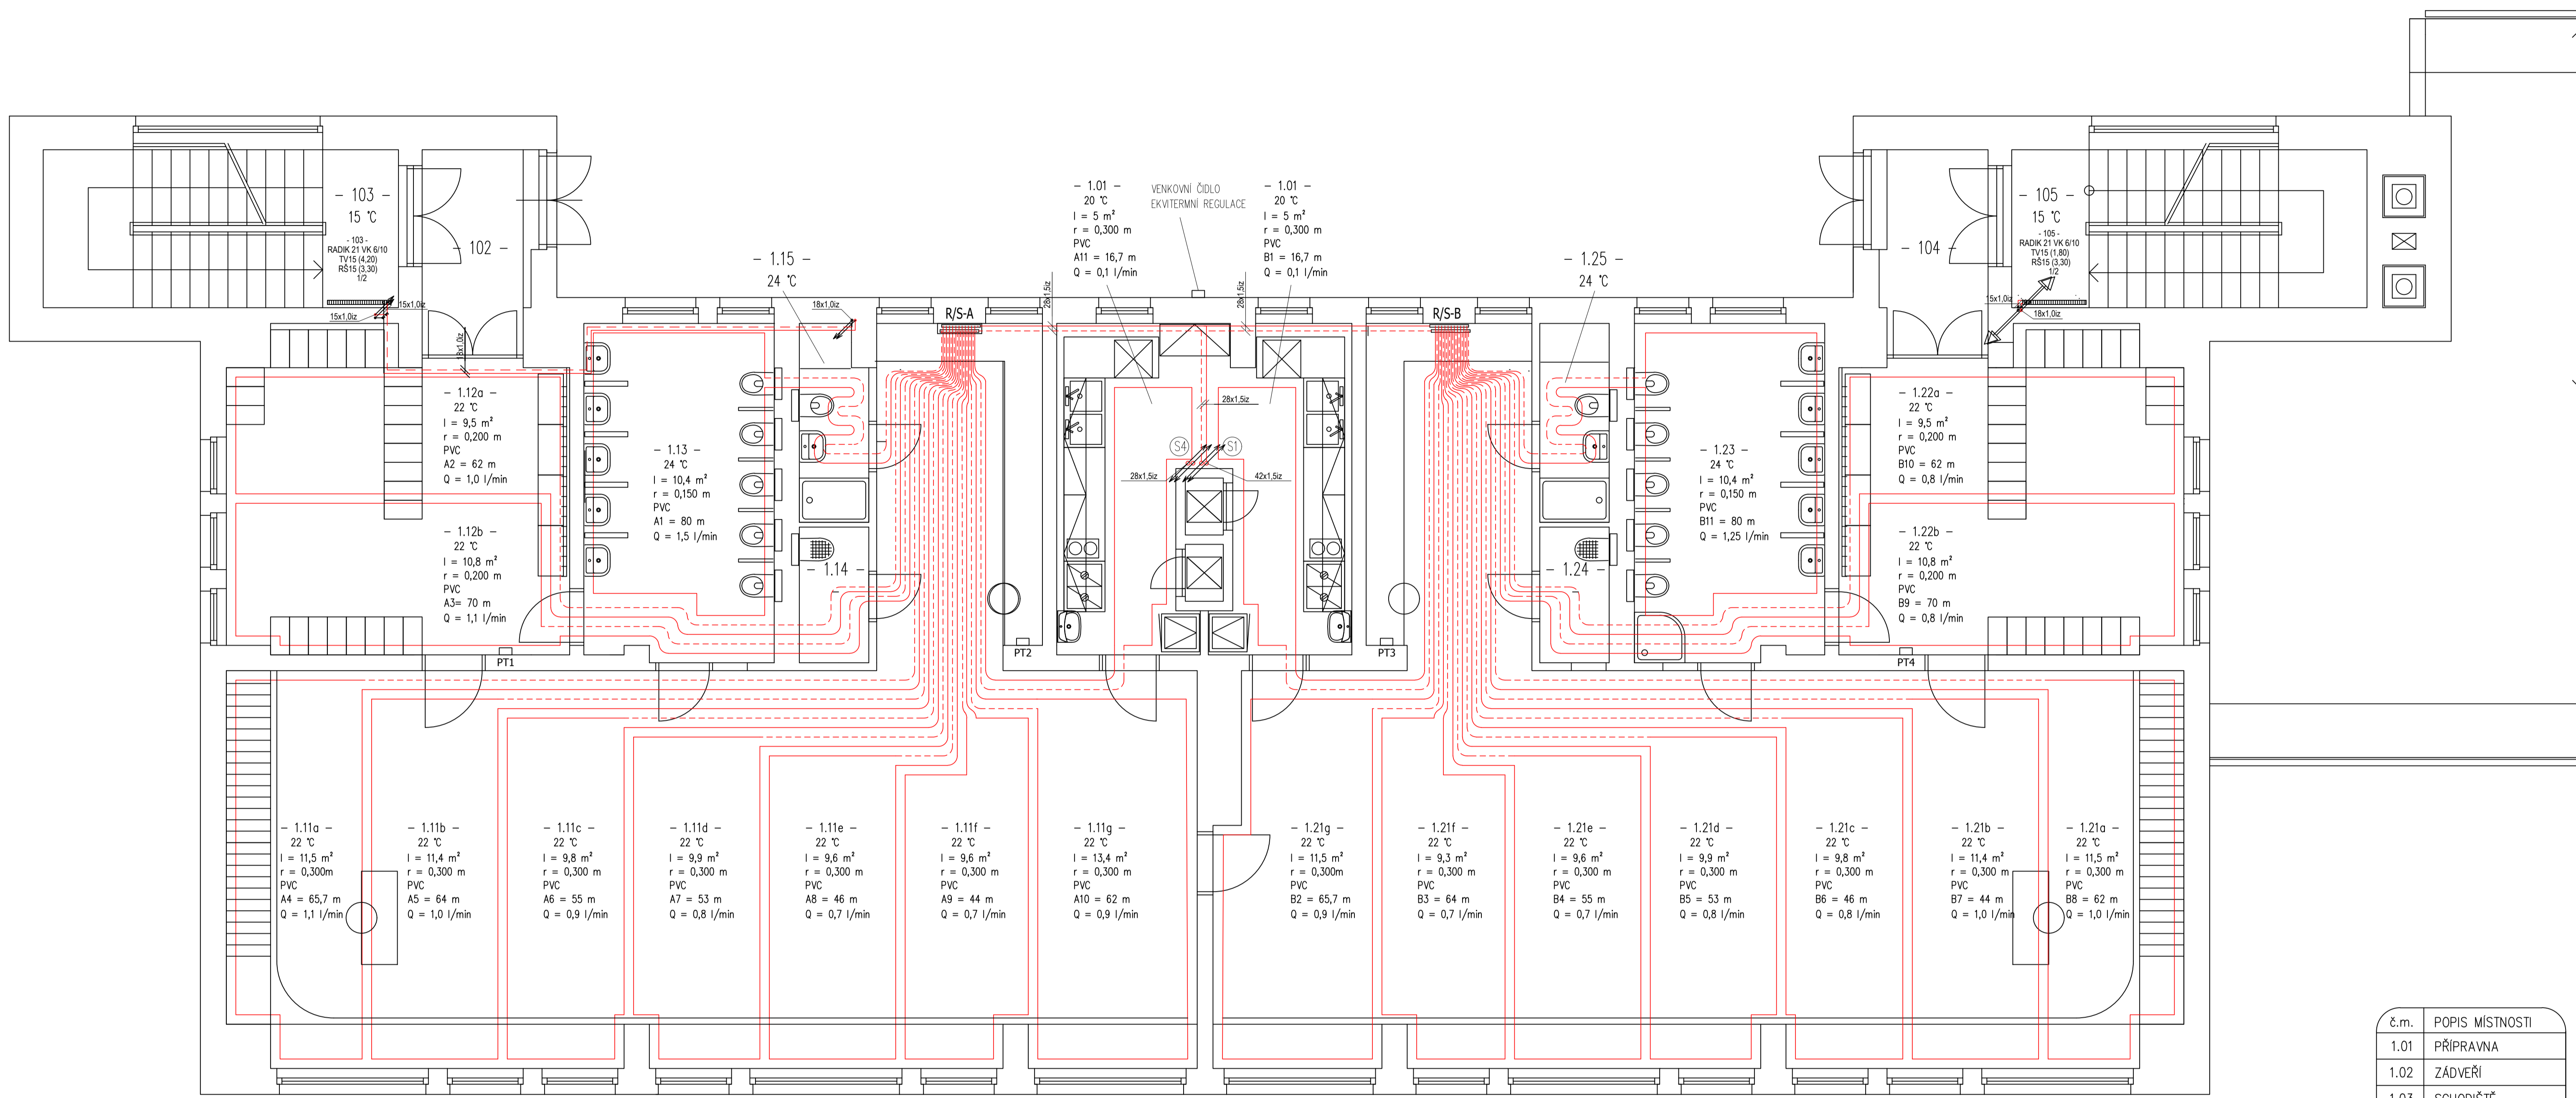 - 103 -
15 °C
- 103 -
RADIK 21 VK 6/10
TV15 (4,20)
RŠ15 (3,30)
1/2
15x1,0iz
15x1,0iz
18x1,0iz
- 102 -
- 1.15 -
24 °C
18x1,0iz
R/S-A
28x1,5iz
- 1.01 -
20 °C
l = 5 m²
r = 0,300 m
PVC
A11 = 16,7 m
Q = 0,1 l/min
VENKOVNÍ ČIDLO
EKVITERMNÍ REGULACE
- 1.01 -
20 °C
l = 5 m²
r = 0,300 m
PVC
B1 = 16,7 m
Q = 0,1 l/min
28x1,5iz
R/S-B
- 1.25 -
24 °C
- 104 -
- 105 -
15 °C
- 105 -
RADIK 21 VK 6/10
TV15 (1,80)
RŠ15 (3,30)
1/2
15x1,0iz
18x1,0iz
- 1.12a -
22 °C
l = 9,5 m²
r = 0,200 m
PVC
A2 = 62 m
Q = 1,0 l/min
- 1.12b -
22 °C
l = 10,8 m²
r = 0,200 m
PVC
A3= 70 m
Q = 1,1 l/min
PT1
- 1.13 -
24 °C
l = 10,4 m²
r = 0,150 m
PVC
A1 = 80 m
Q = 1,5 l/min
- 1.14 -
PT2
28x1,5iz
S4
S1
28x1,5iz
42x1,5iz
PT3
- 1.24 -
- 1.23 -
24 °C
l = 10,4 m²
r = 0,150 m
PVC
B11 = 80 m
Q = 1,25 l/min
- 1.22a -
22 °C
l = 9,5 m²
r = 0,200 m
PVC
B10 = 62 m
Q = 0,8 l/min
- 1.22b -
22 °C
l = 10,8 m²
r = 0,200 m
PVC
B9 = 70 m
Q = 0,8 l/min
PT4
- 1.11a -
22 °C
l = 11,5 m²
r = 0,300m
PVC
A4 = 65,7 m
Q = 1,1 l/min
- 1.11b -
22 °C
l = 11,4 m²
r = 0,300 m
PVC
A5 = 64 m
Q = 1,0 l/min
- 1.11c -
22 °C
l = 9,8 m²
r = 0,300 m
PVC
A6 = 55 m
Q = 0,9 l/min
- 1.11d -
22 °C
l = 9,9 m²
r = 0,300 m
PVC
A7 = 53 m
Q = 0,8 l/min
- 1.11e -
22 °C
l = 9,6 m²
r = 0,300 m
PVC
A8 = 46 m
Q = 0,7 l/min
- 1.11f -
22 °C
l = 9,6 m²
r = 0,300 m
PVC
A9 = 44 m
Q = 0,7 l/min
- 1.11g -
22 °C
l = 13,4 m²
r = 0,300 m
PVC
A10 = 62 m
Q = 0,9 l/min
- 1.21g -
22 °C
l = 11,5 m²
r = 0,300m
PVC
B2 = 65,7 m
Q = 0,9 l/min
- 1.21f -
22 °C
l = 9,3 m²
r = 0,300 m
PVC
B3 = 64 m
Q = 0,7 l/min
- 1.21e -
22 °C
l = 9,6 m²
r = 0,300 m
PVC
B4 = 55 m
Q = 0,7 l/min
- 1.21d -
22 °C
l = 9,9 m²
r = 0,300 m
PVC
B5 = 53 m
Q = 0,8 l/min
- 1.21c -
22 °C
l = 9,8 m²
r = 0,300 m
PVC
B6 = 46 m
Q = 0,8 l/min
- 1.21b -
22 °C
l = 11,4 m²
r = 0,300 m
PVC
B7 = 44 m
Q = 1,0 l/min
- 1.21a -
22 °C
l = 11,5 m²
r = 0,300 m
PVC
B8 = 62 m
Q = 1,0 l/min
č.m. POPIS MÍSTNOSTI
1.01 PŘÍPRAVNA
1.02 ZÁDVEŘÍ
1.03 SCHODIŠTĚ